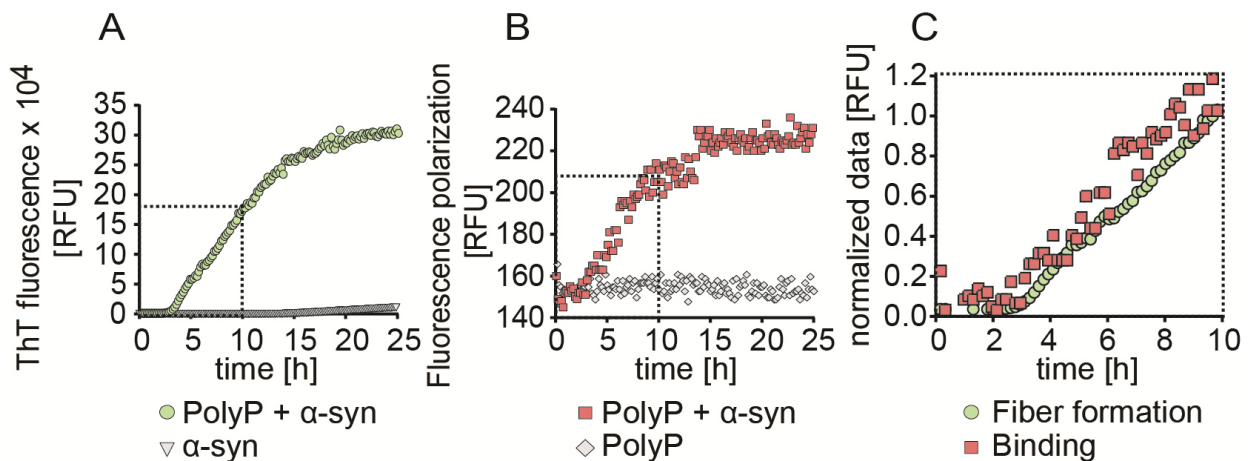 A
ThT fluorescence x 10⁴
[RFU]
35
30
25
20
15
10
5
0
0 5 10 15 20 25
time [h]
PolyP + α-syn
α-syn
B
Fluorescence polarization
[RFU]
240
220
200
180
160
140
0 5 10 15 20 25
time [h]
PolyP + α-syn
PolyP
C
normalized data [RFU]
1.2
1.0
0.8
0.6
0.4
0.2
0.0
0 2 4 6 8 10
time [h]
Fiber formation
Binding